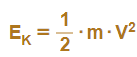 E_K = 1/2 · m · V²